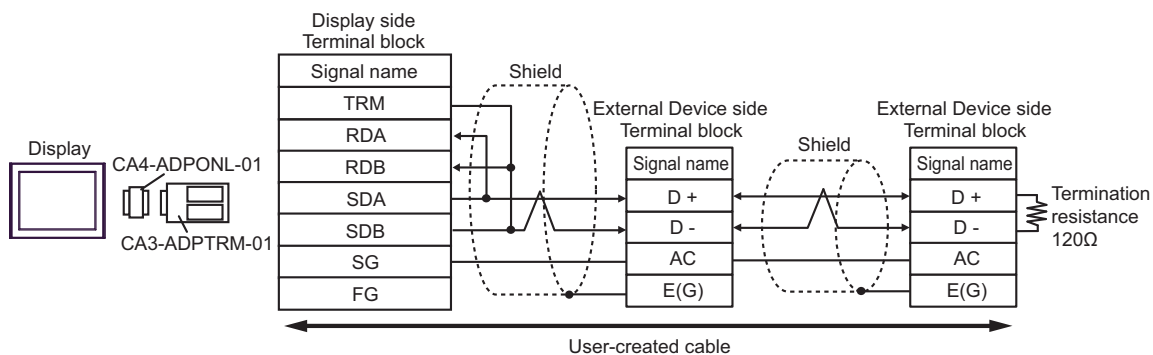 Display side
Terminal block
Signal name
TRM
RDA
RDB
SDA
SDB
SG
FG
Shield
Display
CA4-ADPONL-01
CA3-ADPTRM-01
External Device side
Terminal block
Signal name
D +
D -
AC
E(G)
Shield
External Device side
Terminal block
Signal name
D +
D -
AC
E(G)
Termination
resistance
120Ω
User-created cable